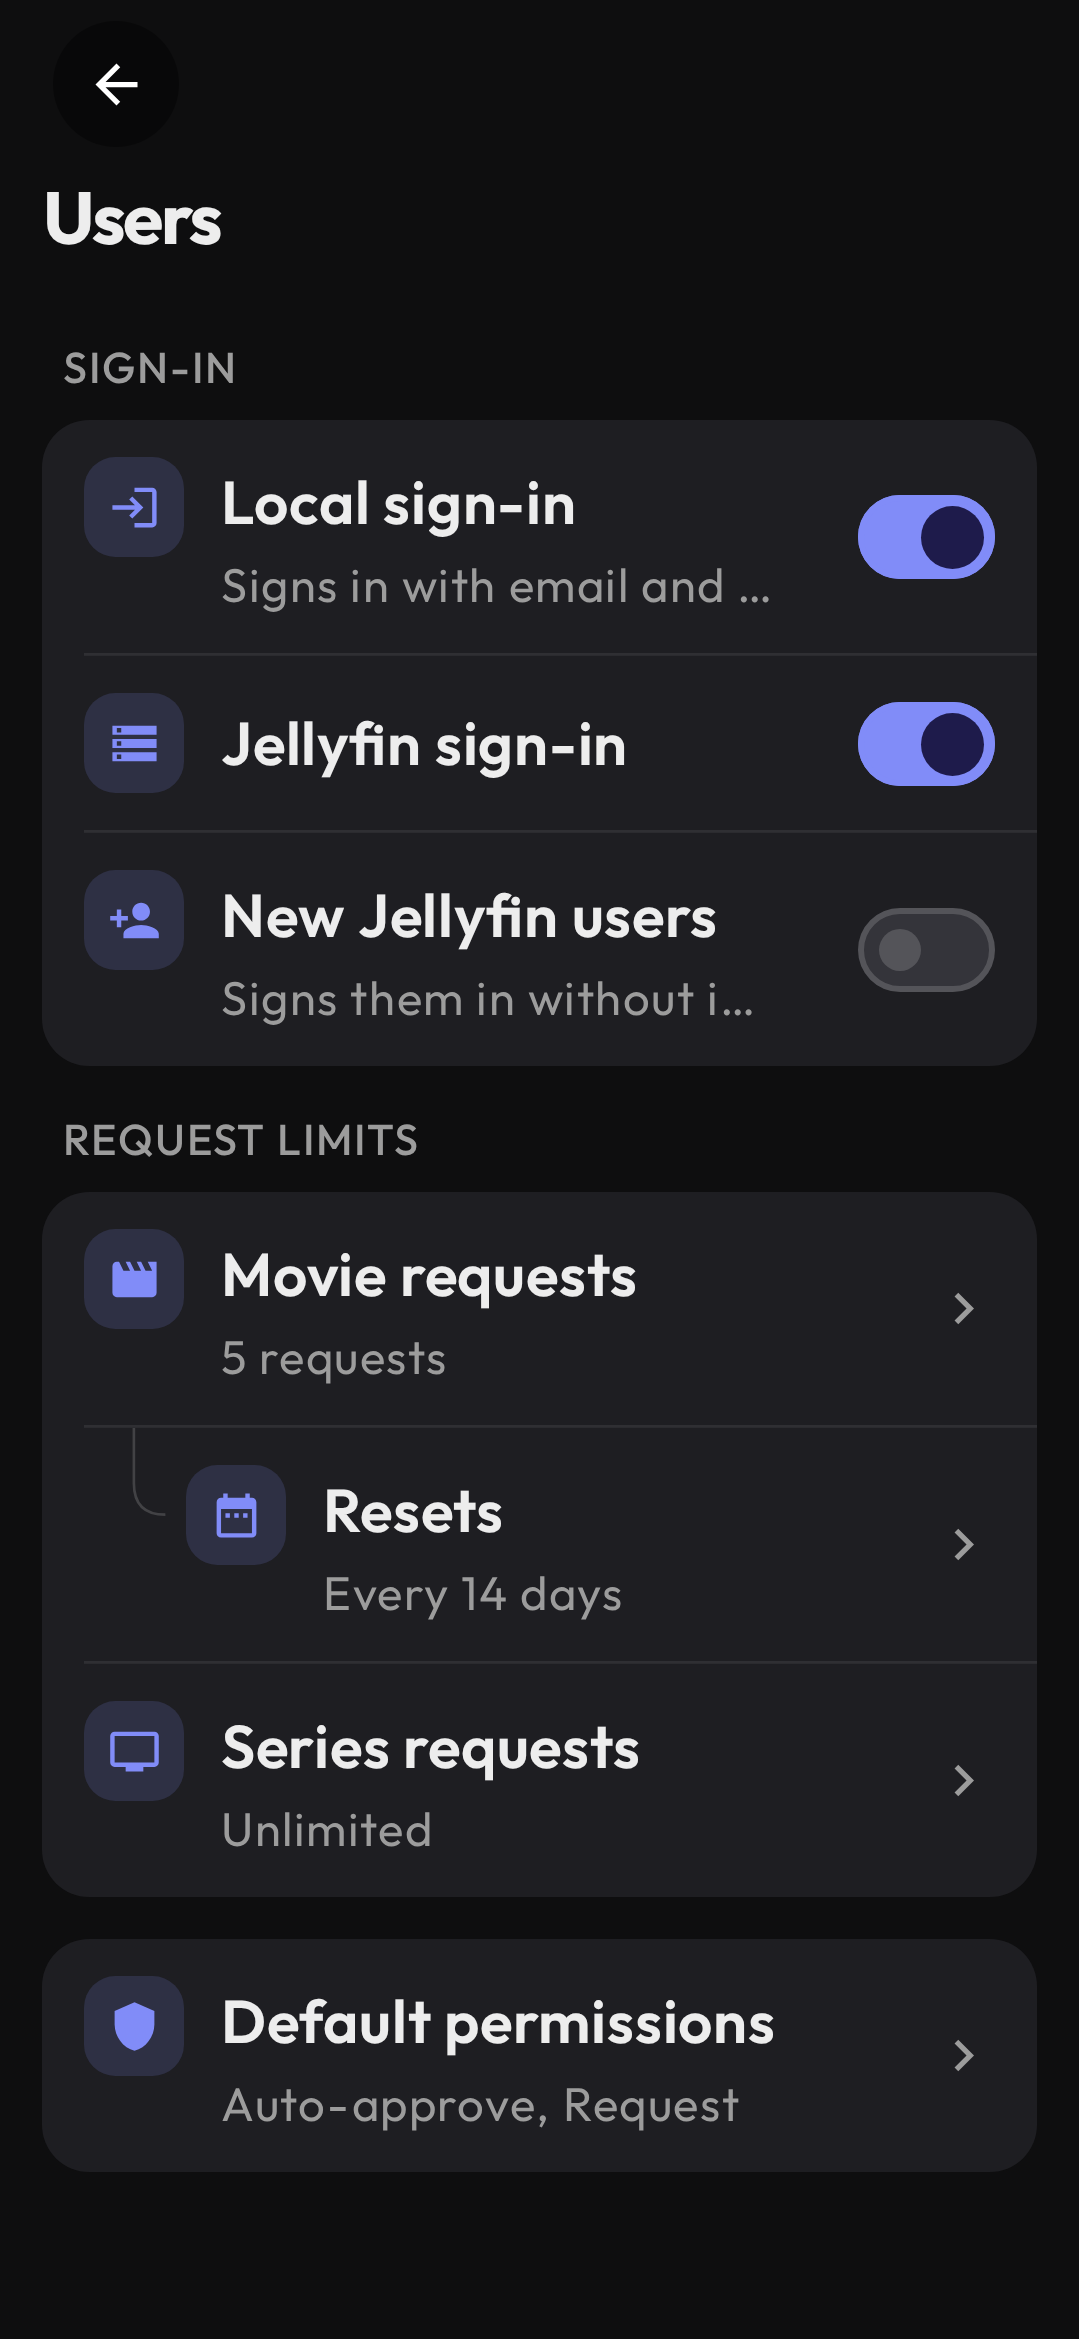 Users
SIGN-IN
Local sign-in
Signs in with email and ...
Jellyfin sign-in
New Jellyfin users
Signs them in without i...
REQUEST LIMITS
Movie requests
5 requests
Resets
Every 14 days
Series requests
Unlimited
Default permissions
Auto-approve, Request